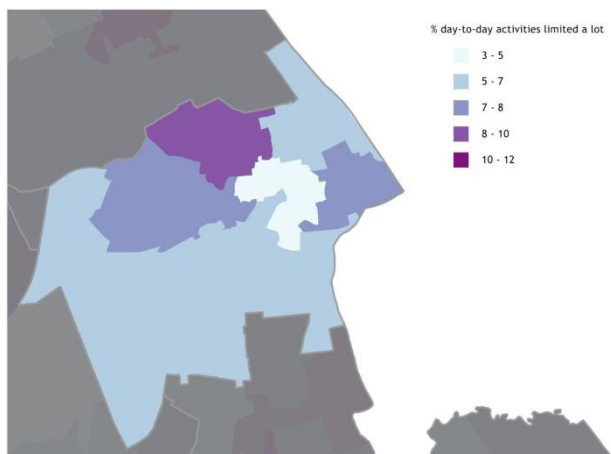 % day-to-day activities limited a lot
3 - 5
5 - 7
7 - 8
8 - 10
10 - 12